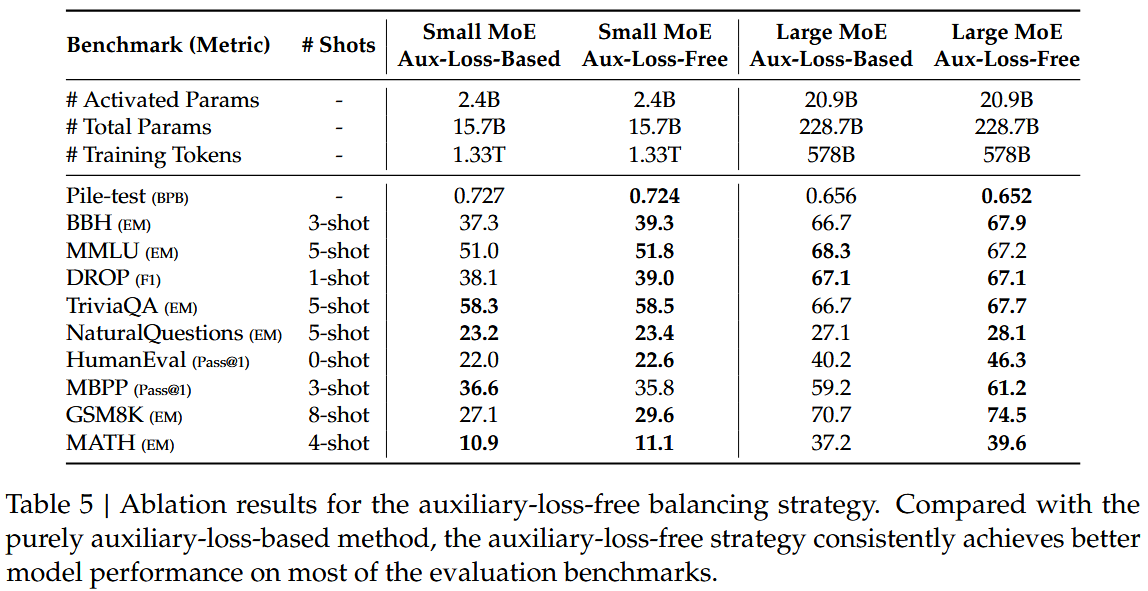 Benchmark (Metric) # Shots Small MoE Aux-Loss-Based Small MoE Aux-Loss-Free Large MoE Aux-Loss-Based Large MoE Aux-Loss-Free
# Activated Params - 2.4B 2.4B 20.9B 20.9B
# Total Params - 15.7B 15.7B 228.7B 228.7B
# Training Tokens - 1.33T 1.33T 578B 578B
Pile-test (BPB) - 0.727 0.724 0.656 0.652
BBH (EM) 3-shot 37.3 39.3 66.7 67.9
MMLU (EM) 5-shot 51.0 51.8 68.3 67.2
DROP (F1) 1-shot 38.1 39.0 67.1 67.1
TriviaQA (EM) 5-shot 58.3 58.5 66.7 67.7
NaturalQuestions (EM) 5-shot 23.2 23.4 27.1 28.1
HumanEval (Pass@1) 0-shot 22.0 22.6 40.2 46.3
MBPP (Pass@1) 3-shot 36.6 35.8 59.2 61.2
GSM8K (EM) 8-shot 27.1 29.6 70.7 74.5
MATH (EM) 4-shot 10.9 11.1 37.2 39.6
Table 5 | Ablation results for the auxiliary-loss-free balancing strategy. Compared with the
purely auxiliary-loss-based method, the auxiliary-loss-free strategy consistently achieves better
model performance on most of the evaluation benchmarks.